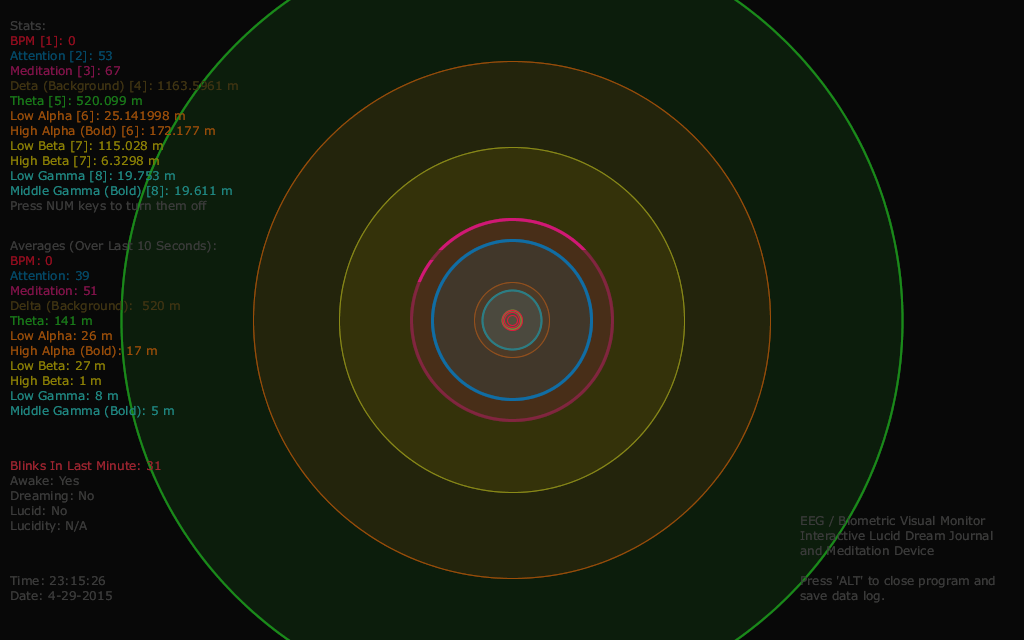 Stats:
BPM [1]: 0
Attention [2]: 53
Meditation [3]: 67
Deta (Background) [4]: 1163.5961 m
Theta [5]: 520.099 m
Low Alpha [6]: 25.141998 m
High Alpha (Bold) [6]: 172.177 m
Low Beta [7]: 115.028 m
High Beta [7]: 6.3298 m
Low Gamma [8]: 19.753 m
Middle Gamma (Bold) [8]: 19.611 m
Press NUM keys to turn them off
Averages (Over Last 10 Seconds):
BPM: 0
Attention: 39
Meditation: 51
Delta (Background):  520 m
Theta: 141 m
Low Alpha: 26 m
High Alpha (Bold): 17 m
Low Beta: 27 m
High Beta: 1 m
Low Gamma: 8 m
Middle Gamma (Bold): 5 m
Blinks In Last Minute: 31
Awake: Yes
Dreaming: No
Lucid: No
Lucidity: N/A
Time: 23:15:26
Date: 4-29-2015
EEG / Biometric Visual Monitor
Interactive Lucid Dream Journal
and Meditation Device
Press 'ALT' to close program and
save data log.